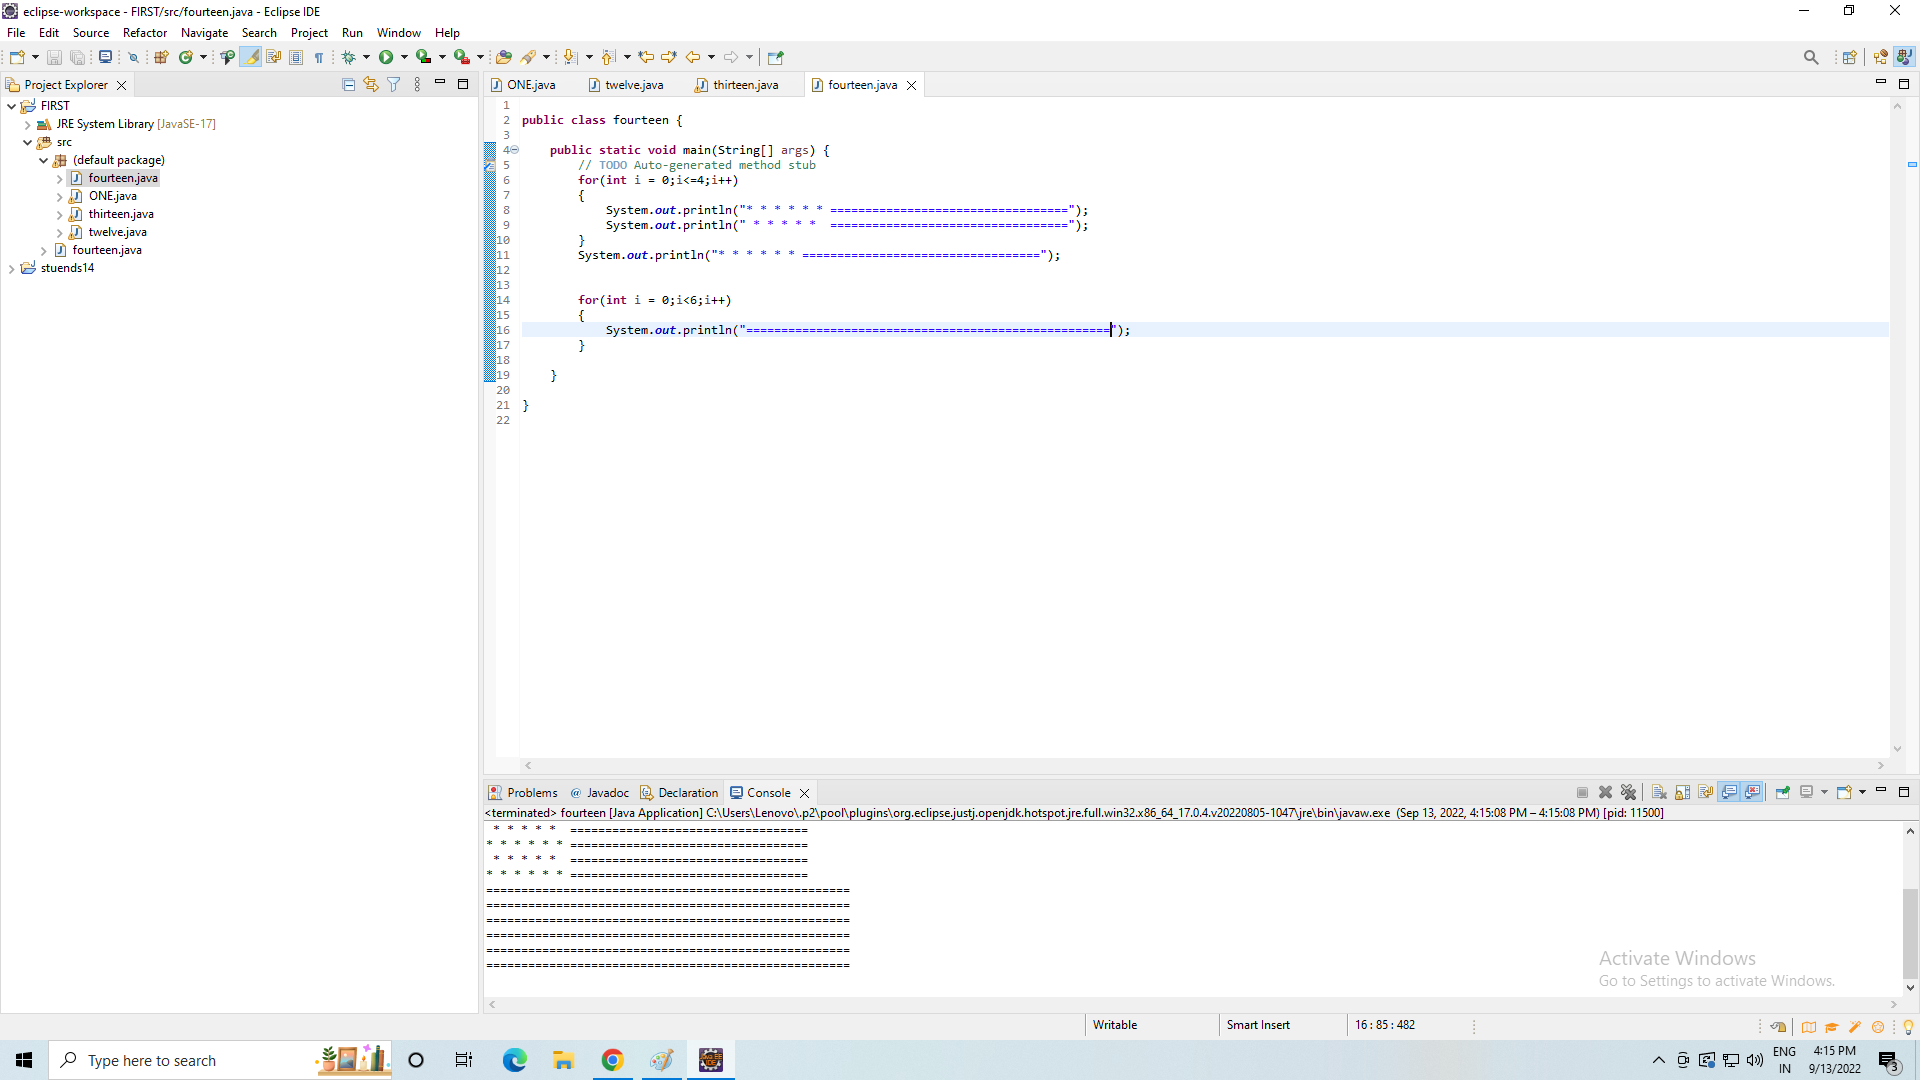 eclipse-workspace - FIRST/src/fourteen.java - Eclipse IDE
File Edit Source Refactor Navigate Search Project Run Window Help
Project Explorer
FIRST
JRE System Library [JavaSE-17]
src
(default package)
fourteen.java
ONE.java
thirteen.java
twelve.java
fourteen.java
stuends14
ONE.java twelve.java thirteen.java fourteen.java
1
2 public class fourteen {
3
4 public static void main(String[] args) {
5 // TODO Auto-generated method stub
6 for(int i = 0;i<=4;i++)
7 {
8 System.out.println("* * * * * * ==================================");
9 System.out.println(" * * * * *  ==================================");
10 }
11 System.out.println("* * * * * * ==================================");
12
13
14 for(int i = 0;i<6;i++)
15 {
16 System.out.println("====================================================");
17 }
18
19 }
20
21 }
22
Problems @ Javadoc Declaration Console
<terminated> fourteen [Java Application] C:\Users\Lenovo\.p2\pool\plugins\org.eclipse.justj.openjdk.hotspot.jre.full.win32.x86_64_17.0.4.v20220805-1047\jre\bin\javaw.exe (Sep 13, 2022, 4:15:08 PM – 4:15:08 PM) [pid: 11500]
 * * * * *  ==================================
* * * * * * ==================================
 * * * * *  ==================================
* * * * * * ==================================
====================================================
====================================================
====================================================
====================================================
====================================================
====================================================
Activate Windows
Go to Settings to activate Windows.
Writable Smart Insert 16 : 85 : 482
Type here to search
ENG
IN
4:15 PM
9/13/2022
3